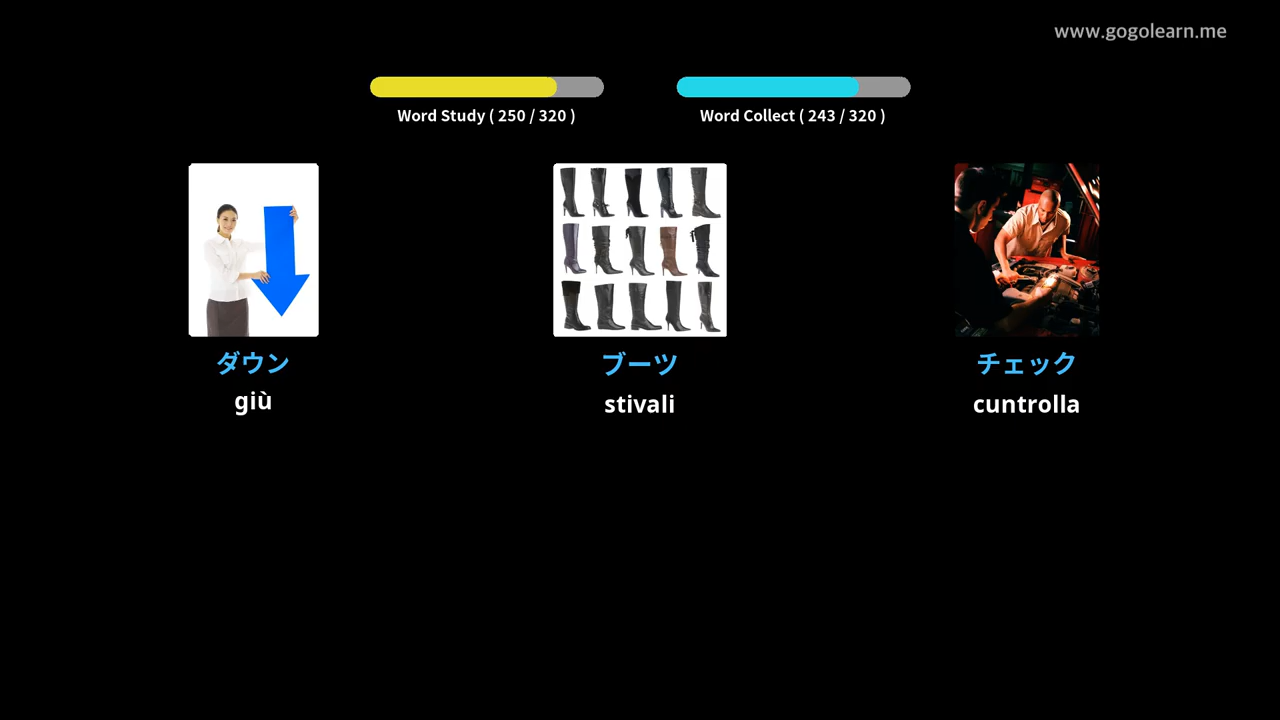 www.gogolearn.me
Word Study ( 250 / 320 )
Word Collect ( 243 / 320 )
ダウン
ブーツ
チェック
giù
stivali
cuntrolla